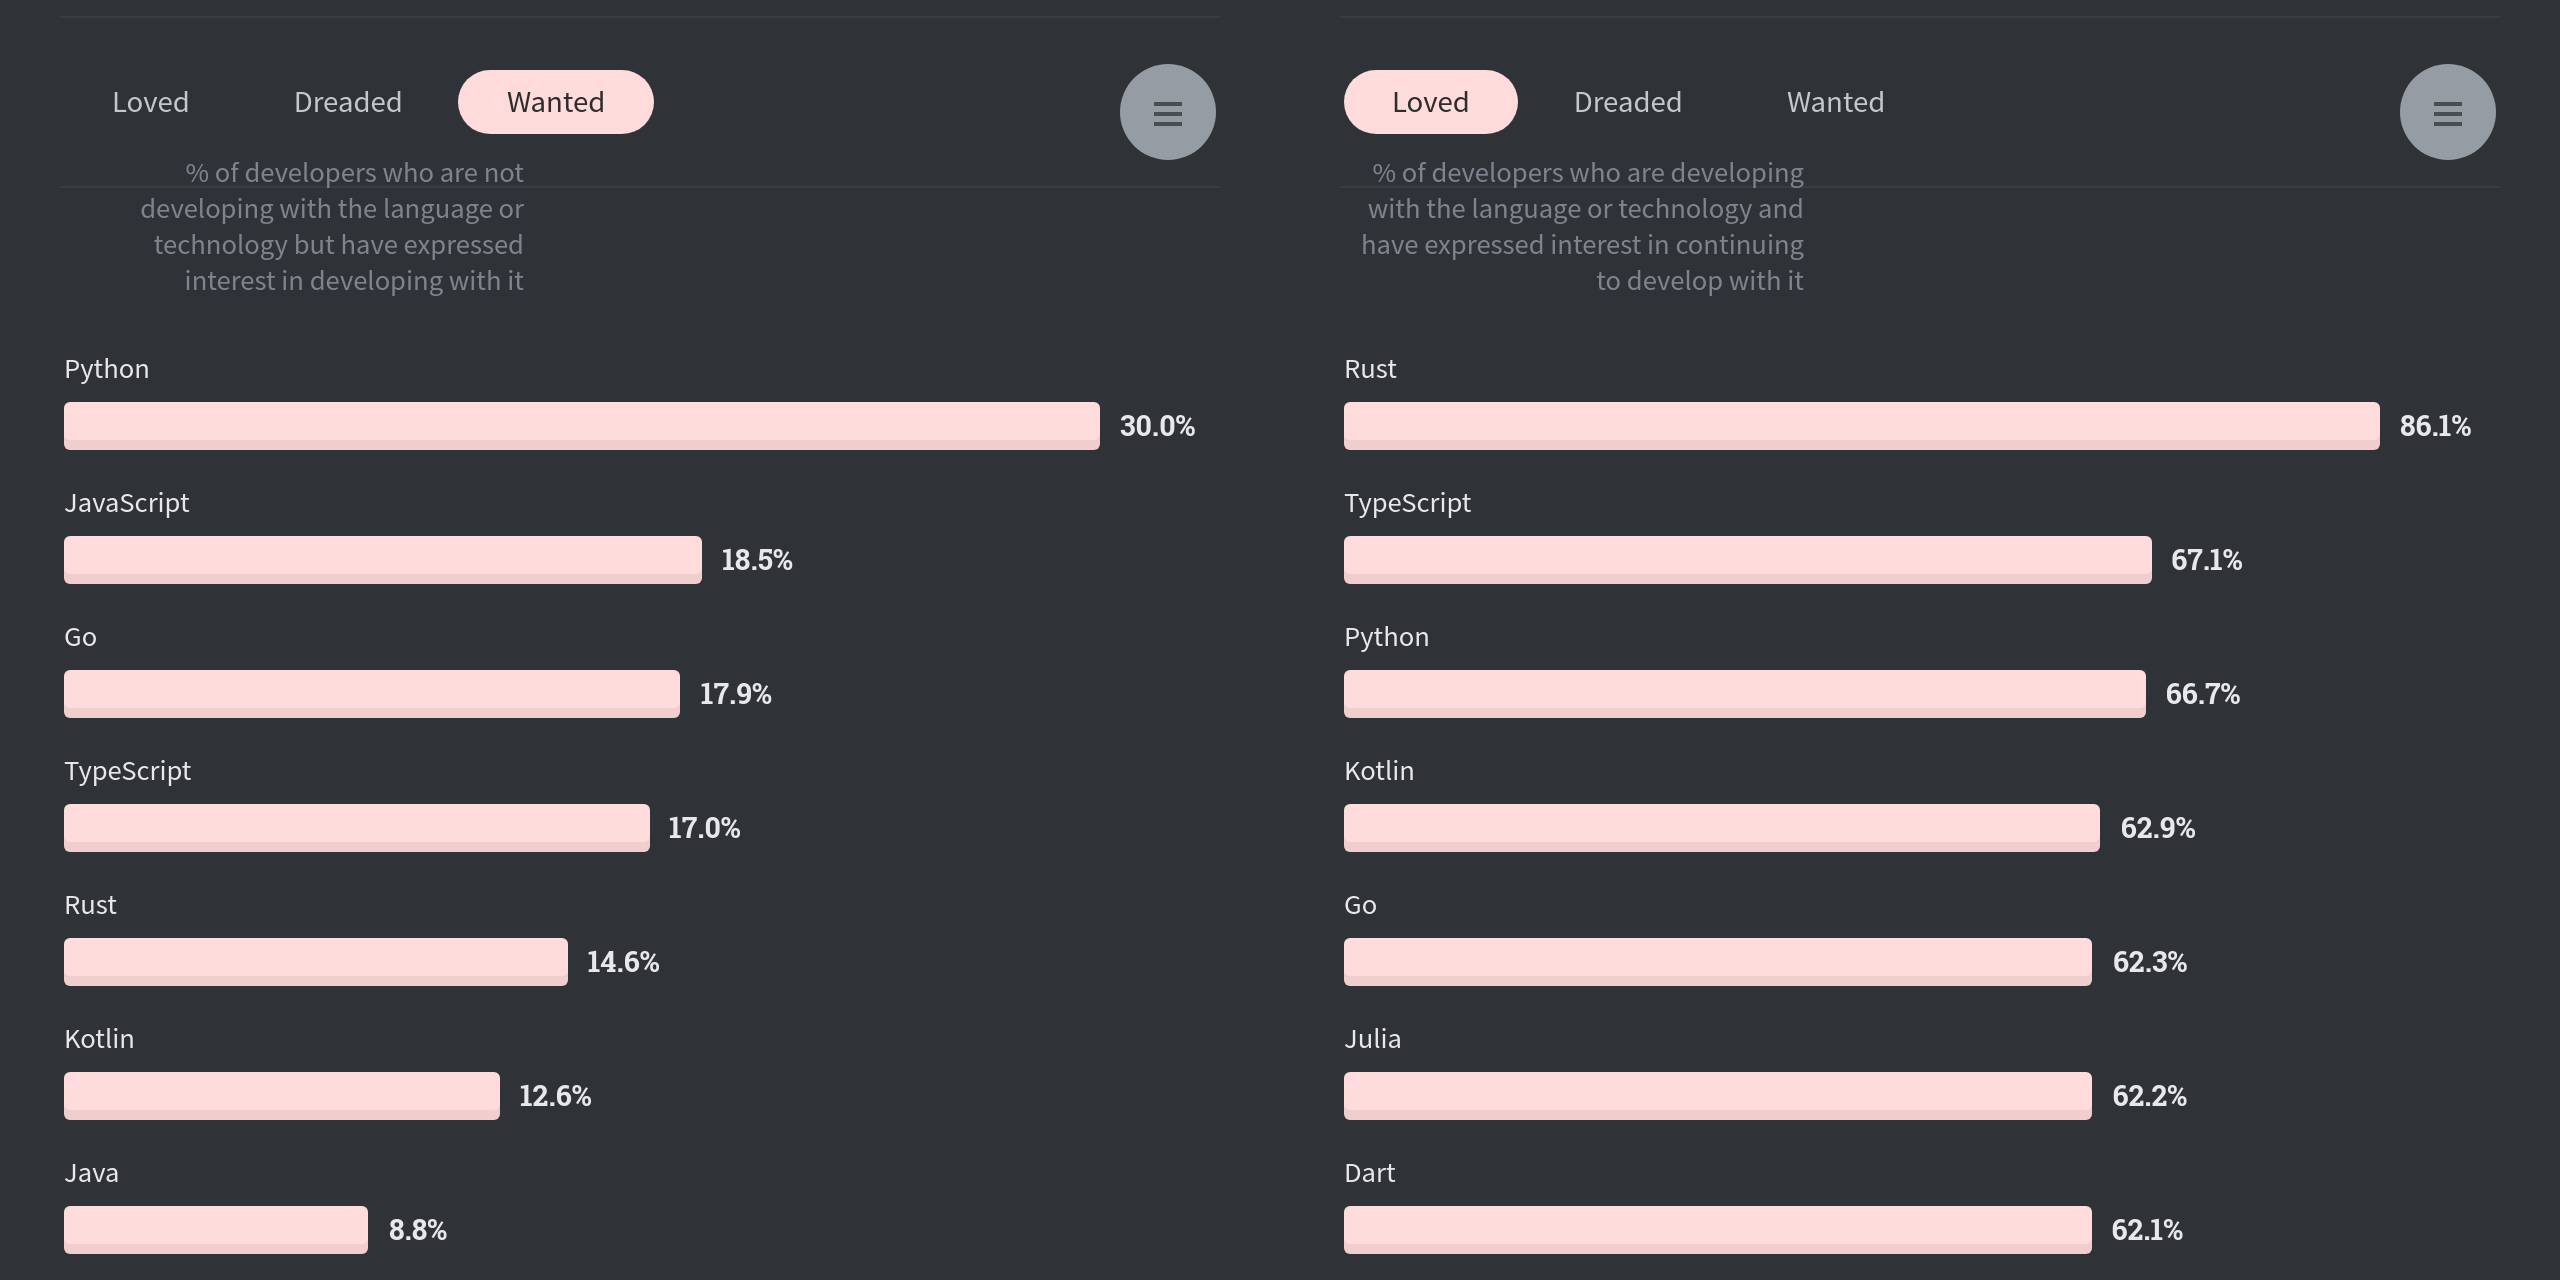 Loved Dreaded Wanted
% of developers who are not
developing with the language or
technology but have expressed
interest in developing with it
Python
30.0%
JavaScript
18.5%
Go
17.9%
TypeScript
17.0%
Rust
14.6%
Kotlin
12.6%
Java
8.8%
Loved Dreaded Wanted
% of developers who are developing
with the language or technology and
have expressed interest in continuing
to develop with it
Rust
86.1%
TypeScript
67.1%
Python
66.7%
Kotlin
62.9%
Go
62.3%
Julia
62.2%
Dart
62.1%